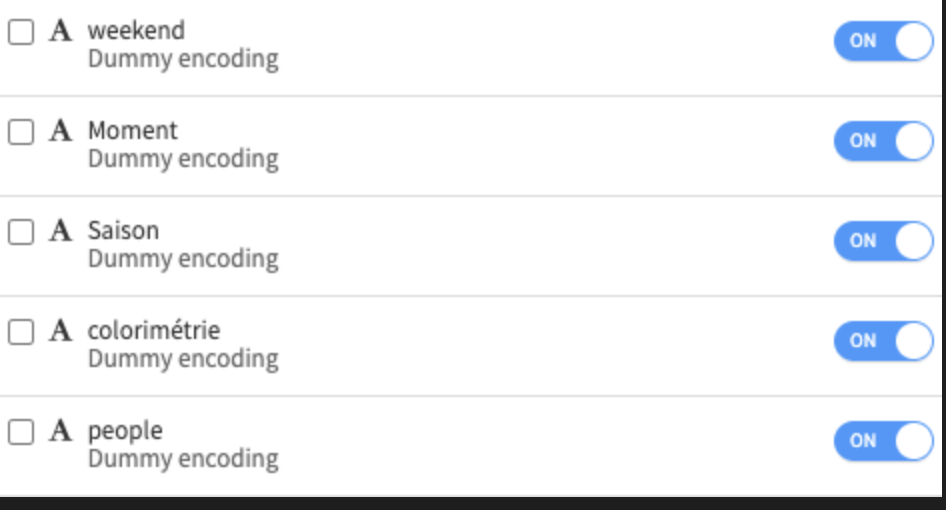 A weekend ON
Dummy encoding
A Moment ON
Dummy encoding
A Saison ON
Dummy encoding
A colorimétrie ON
Dummy encoding
A people ON
Dummy encoding